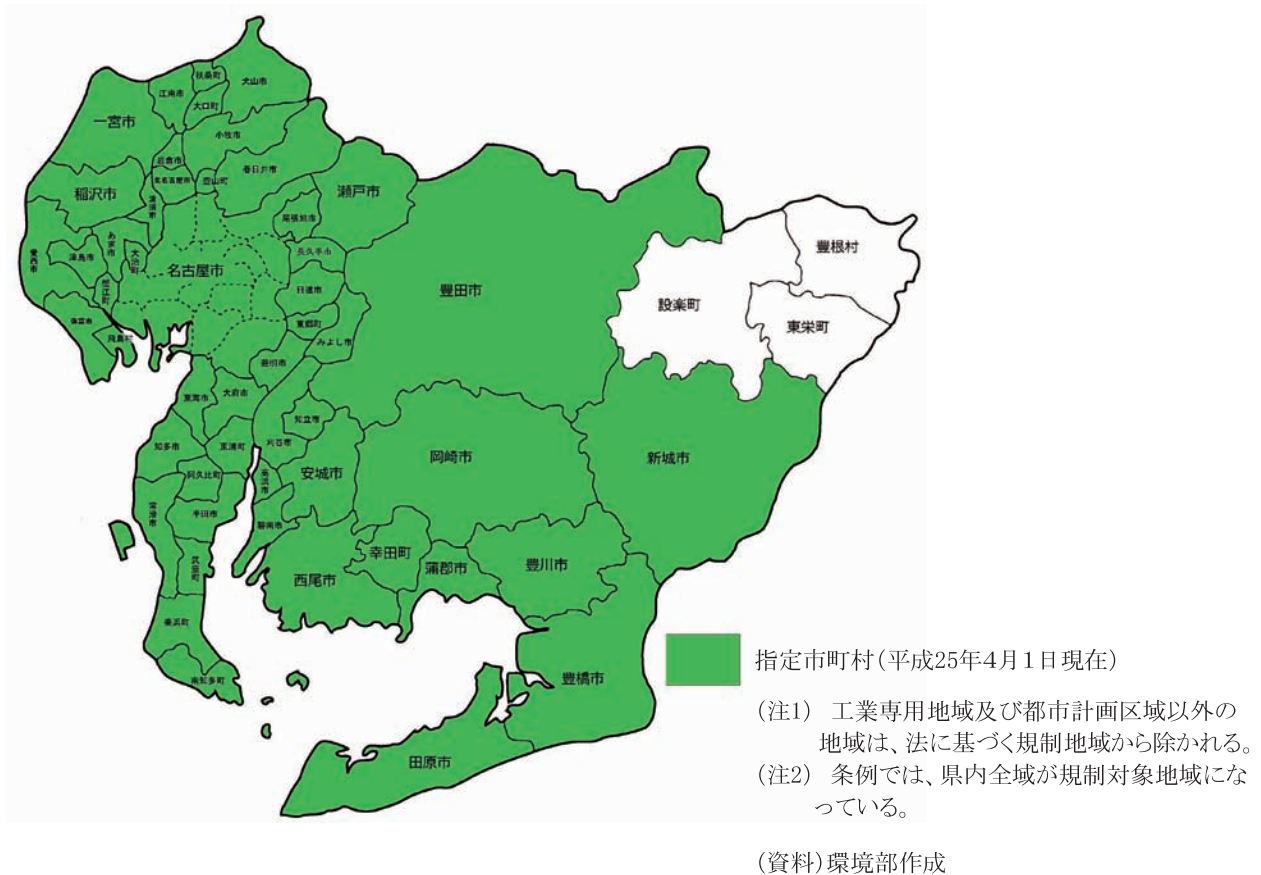 扶桑町
犬山市
江南市
大口町
一宮市
小牧市
岩倉市
春日井市
北名古屋市
豊山町
瀬戸市
稲沢市
清須市
尾張旭市
あま市
長久手市
愛西市
津島市
大治町
名古屋市
豊根村
日進市
豊田市
蟹江町
設楽町
弥富市
東郷町
東栄町
飛島村
みよし市
豊明市
東海市
大府市
知立市
知多市
東浦町
刈谷市
岡崎市
新城市
安城市
阿久比町
高浜市
常滑市
半田市
碧南市
幸田町
武豊町
西尾市
蒲郡市
豊川市
美浜町
南知多町
豊橋市
田原市
指定市町村(平成25年4月1日現在)
(注1) 工業専用地域及び都市計画区域以外の
地域は、法に基づく規制地域から除かれる。
(注2) 条例では、県内全域が規制対象地域にな
っている。
(資料)環境部作成